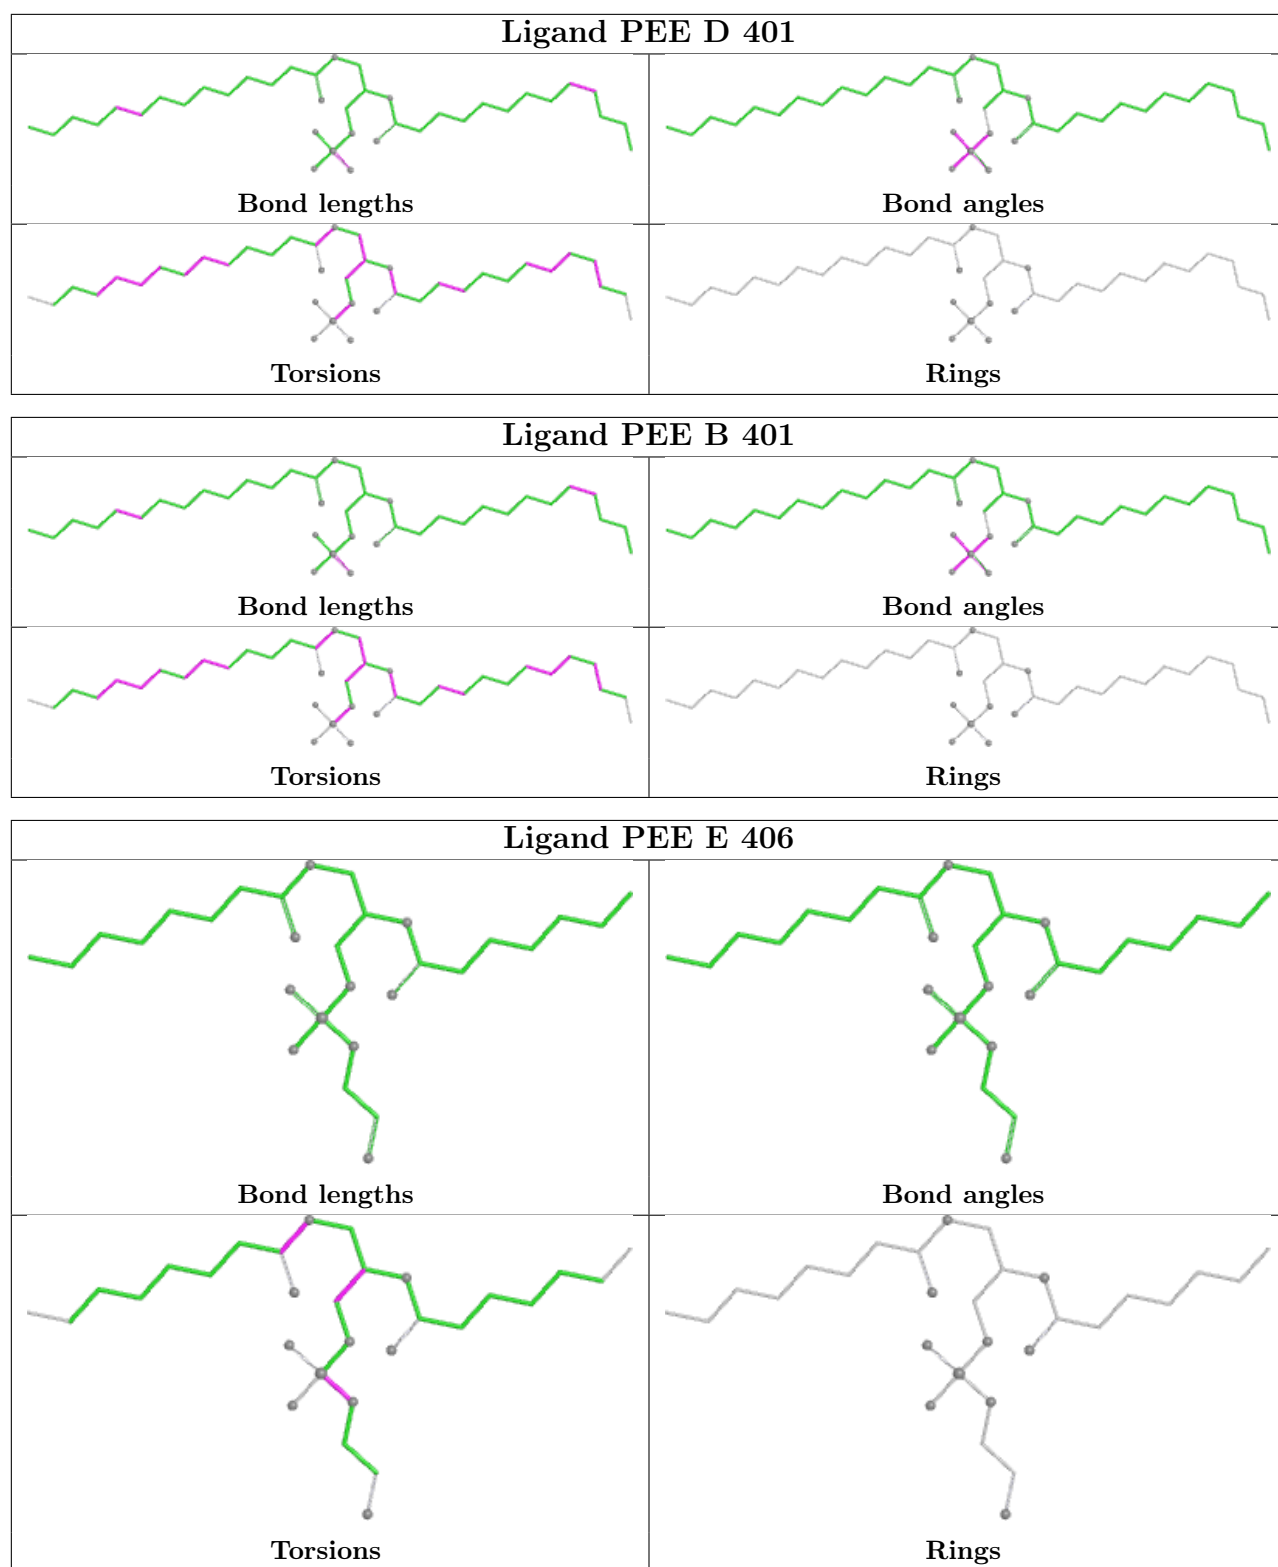 Ligand PEE D 401
Bond lengths
Bond angles
Torsions
Rings
Ligand PEE B 401
Bond lengths
Bond angles
Torsions
Rings
Ligand PEE E 406
Bond lengths
Bond angles
Torsions
Rings